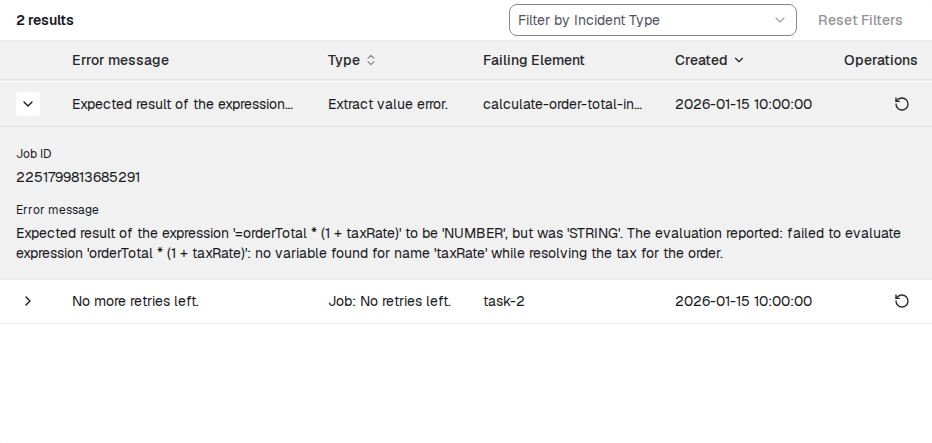 2 results
Filter by Incident Type
Reset Filters
Error message Type Failing Element Created Operations
Expected result of the expression... Extract value error. calculate-order-total-in... 2026-01-15 10:00:00
Job ID
2251799813685291
Error message
Expected result of the expression '=orderTotal * (1 + taxRate)' to be 'NUMBER', but was 'STRING'. The evaluation reported: failed to evaluate
expression 'orderTotal * (1 + taxRate)': no variable found for name 'taxRate' while resolving the tax for the order.
No more retries left. Job: No retries left. task-2 2026-01-15 10:00:00